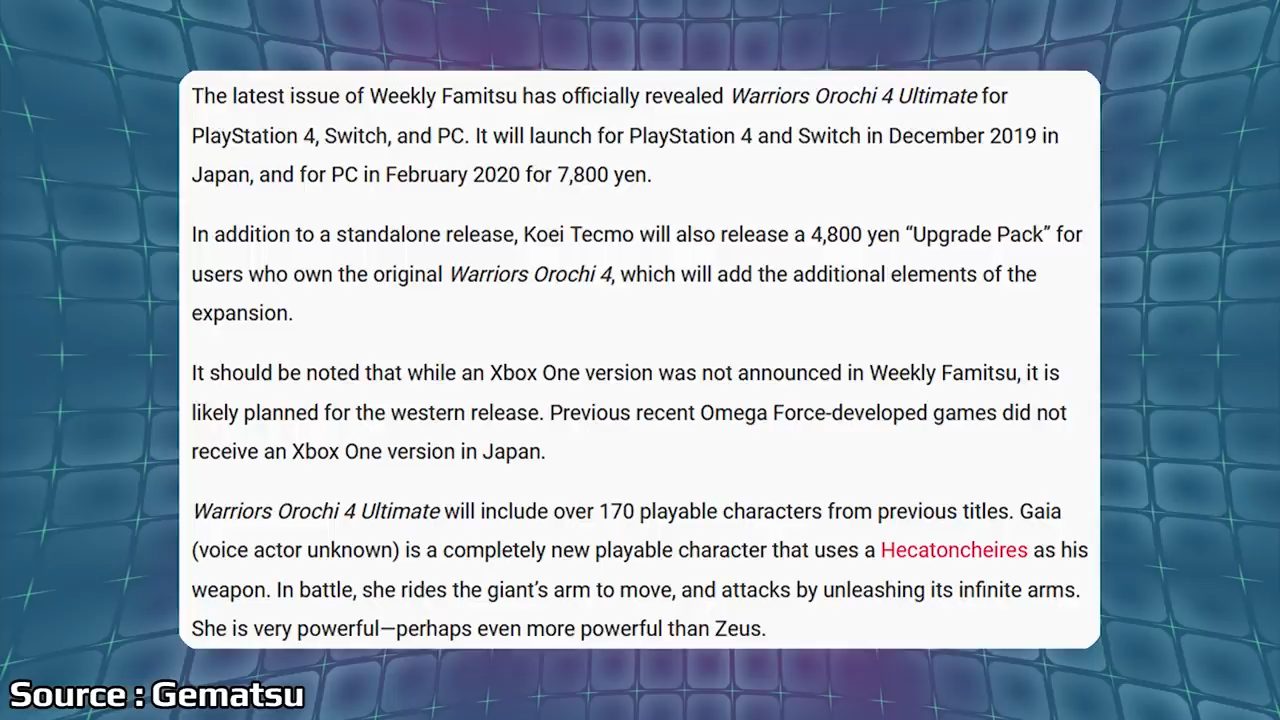 The latest issue of Weekly Famitsu has officially revealed Warriors Orochi 4 Ultimate for
PlayStation 4, Switch, and PC. It will launch for PlayStation 4 and Switch in December 2019 in
Japan, and for PC in February 2020 for 7,800 yen.
In addition to a standalone release, Koei Tecmo will also release a 4,800 yen “Upgrade Pack” for
users who own the original Warriors Orochi 4, which will add the additional elements of the
expansion.
It should be noted that while an Xbox One version was not announced in Weekly Famitsu, it is
likely planned for the western release. Previous recent Omega Force-developed games did not
receive an Xbox One version in Japan.
Warriors Orochi 4 Ultimate will include over 170 playable characters from previous titles. Gaia
(voice actor unknown) is a completely new playable character that uses a Hecatoncheires as his
weapon. In battle, she rides the giant’s arm to move, and attacks by unleashing its infinite arms.
She is very powerful—perhaps even more powerful than Zeus.
Source : Gematsu